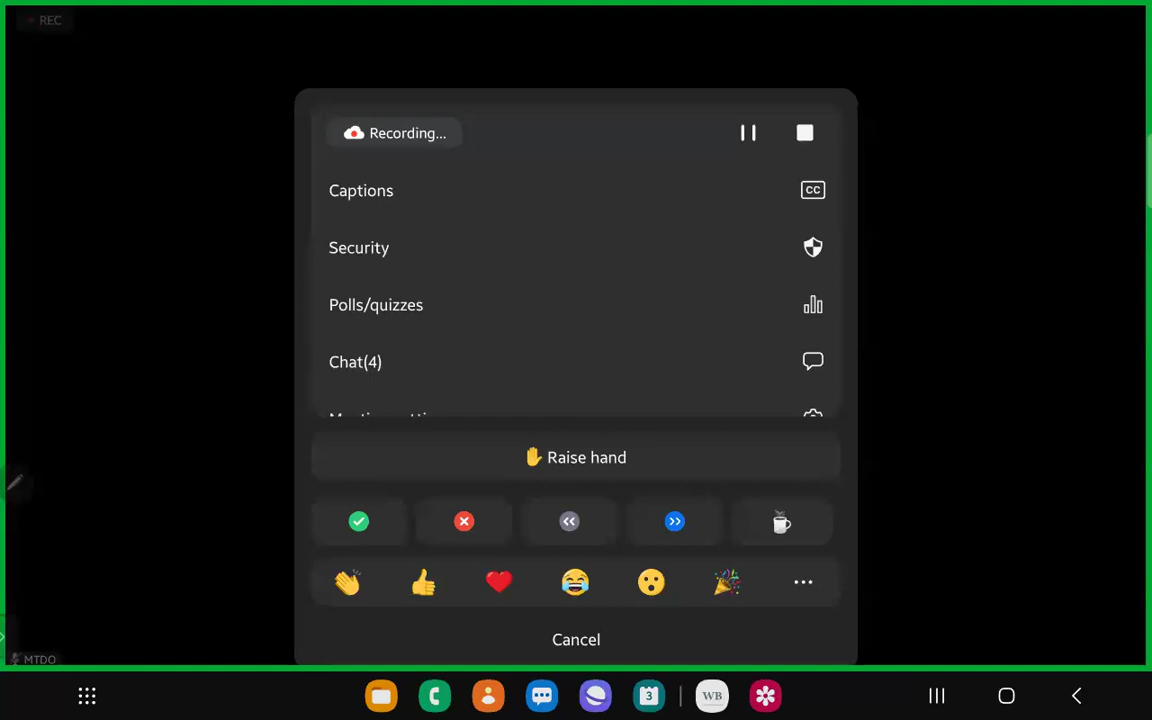 REC
Recording...
Captions
CC
Security
Polls/quizzes
Chat(4)
✋ Raise hand
Cancel
MTDO
3
WB